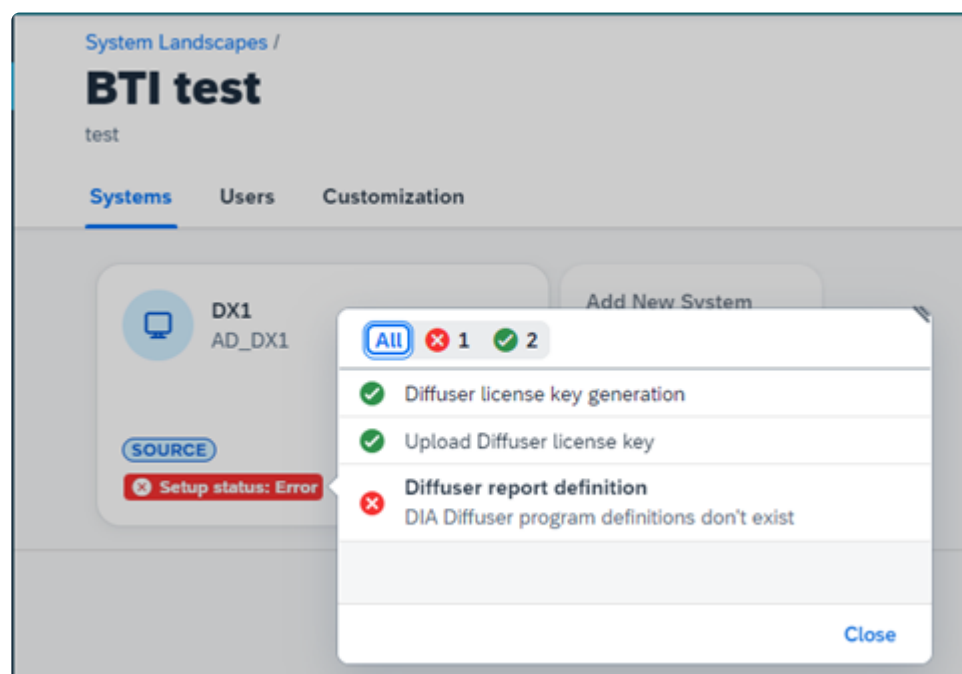 System Landscapes /
BTI test
test
Systems Users Customization
DX1
AD_DX1
Add New System
SOURCE
Setup status: Error
All 1 2
Diffuser license key generation
Upload Diffuser license key
Diffuser report definition
DIA Diffuser program definitions don't exist
Close